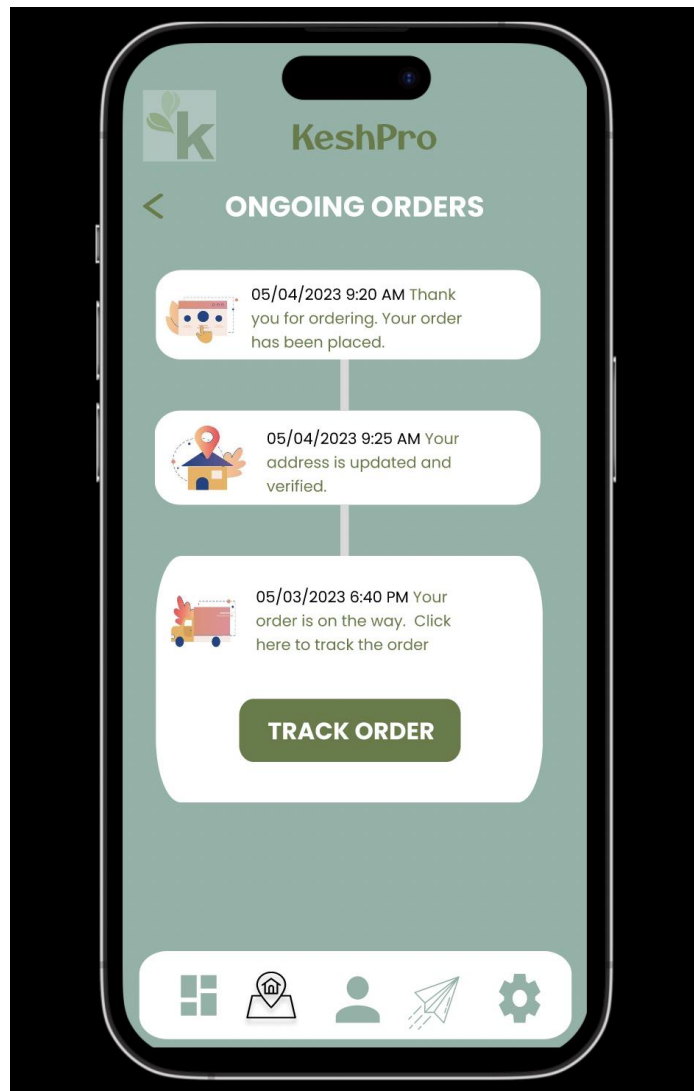 k
KeshPro
< ONGOING ORDERS
05/04/2023 9:20 AM Thank
you for ordering. Your order
has been placed.
05/04/2023 9:25 AM Your
address is updated and
verified.
05/03/2023 6:40 PM Your
order is on the way. Click
here to track the order
TRACK ORDER